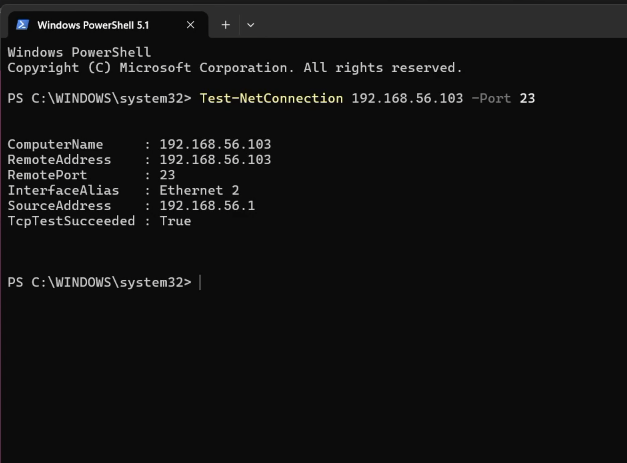 Windows PowerShell 5.1
Windows PowerShell
Copyright (C) Microsoft Corporation. All rights reserved.
PS C:\WINDOWS\system32> Test-NetConnection 192.168.56.103 -Port 23
ComputerName     : 192.168.56.103
RemoteAddress    : 192.168.56.103
RemotePort       : 23
InterfaceAlias   : Ethernet 2
SourceAddress    : 192.168.56.1
TcpTestSucceeded : True
PS C:\WINDOWS\system32>